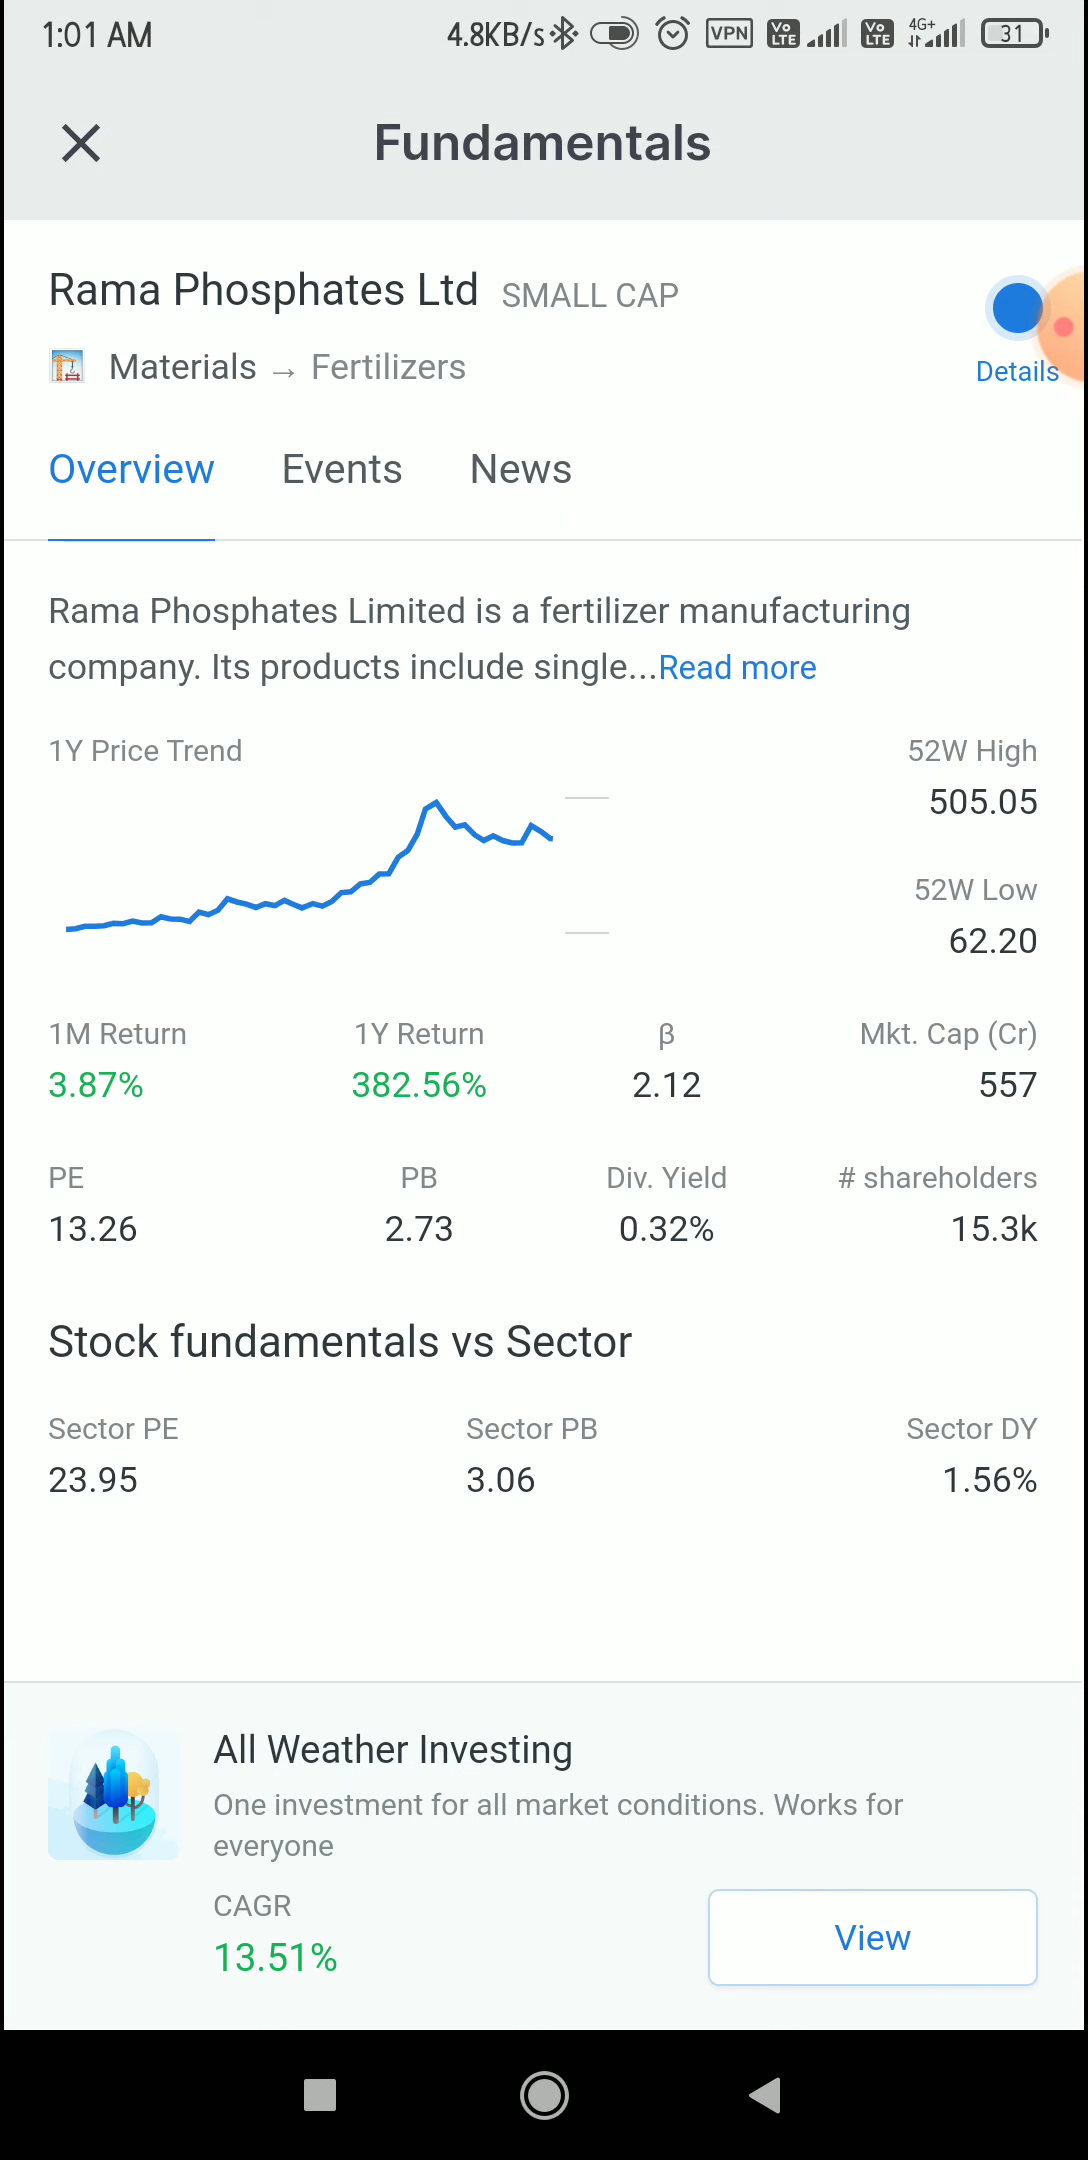 1:01 AM 4.8KB/s VPN Vo LTE Vo LTE 4G+ 31
Fundamentals
Rama Phosphates Ltd SMALL CAP
Materials → Fertilizers
Details
Overview Events News
Rama Phosphates Limited is a fertilizer manufacturing
company. Its products include single...Read more
1Y Price Trend
52W High
505.05
52W Low
62.20
1M Return 1Y Return β Mkt. Cap (Cr)
3.87% 382.56% 2.12 557
PE PB Div. Yield # shareholders
13.26 2.73 0.32% 15.3k
Stock fundamentals vs Sector
Sector PE Sector PB Sector DY
23.95 3.06 1.56%
All Weather Investing
One investment for all market conditions. Works for
everyone
CAGR
13.51%
View